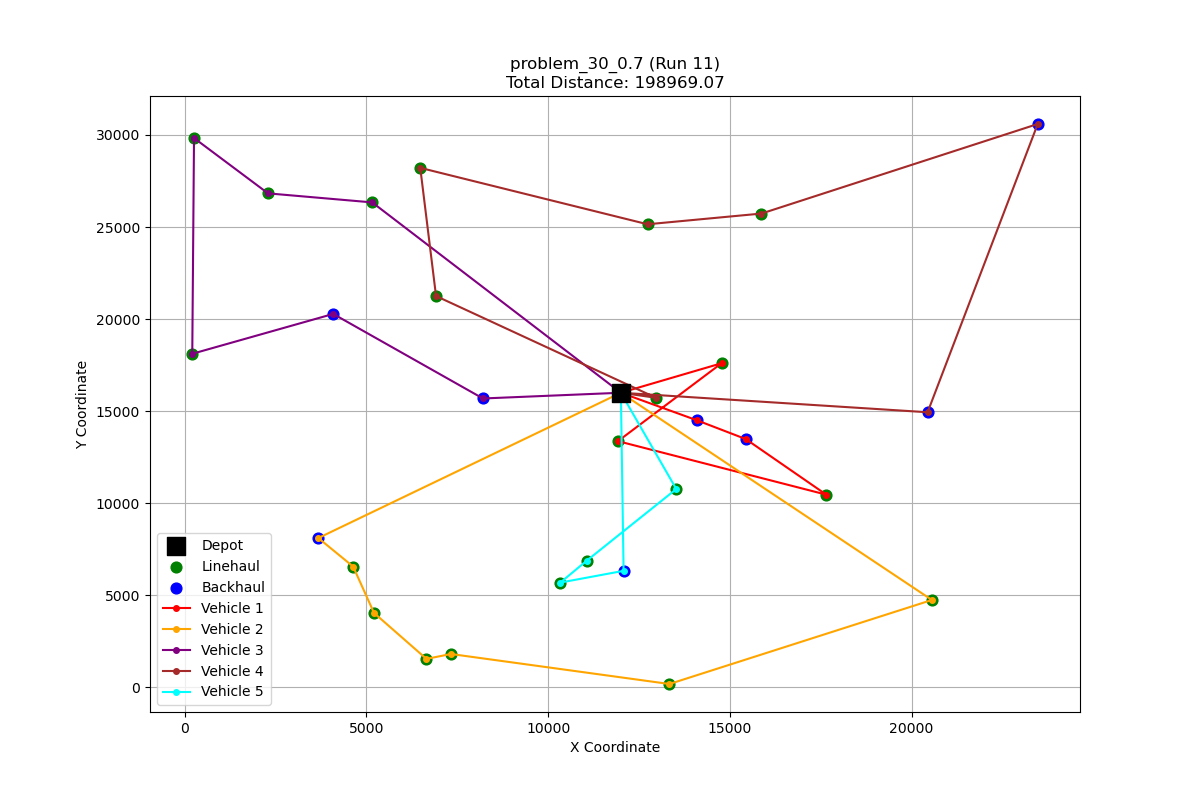 problem_30_0.7 (Run 11)
Total Distance: 198969.07
30000
25000
20000
15000
10000
5000
0
Y Coordinate
Depot
Linehaul
Backhaul
Vehicle 1
Vehicle 2
Vehicle 3
Vehicle 4
Vehicle 5
0 5000 10000 15000 20000
X Coordinate